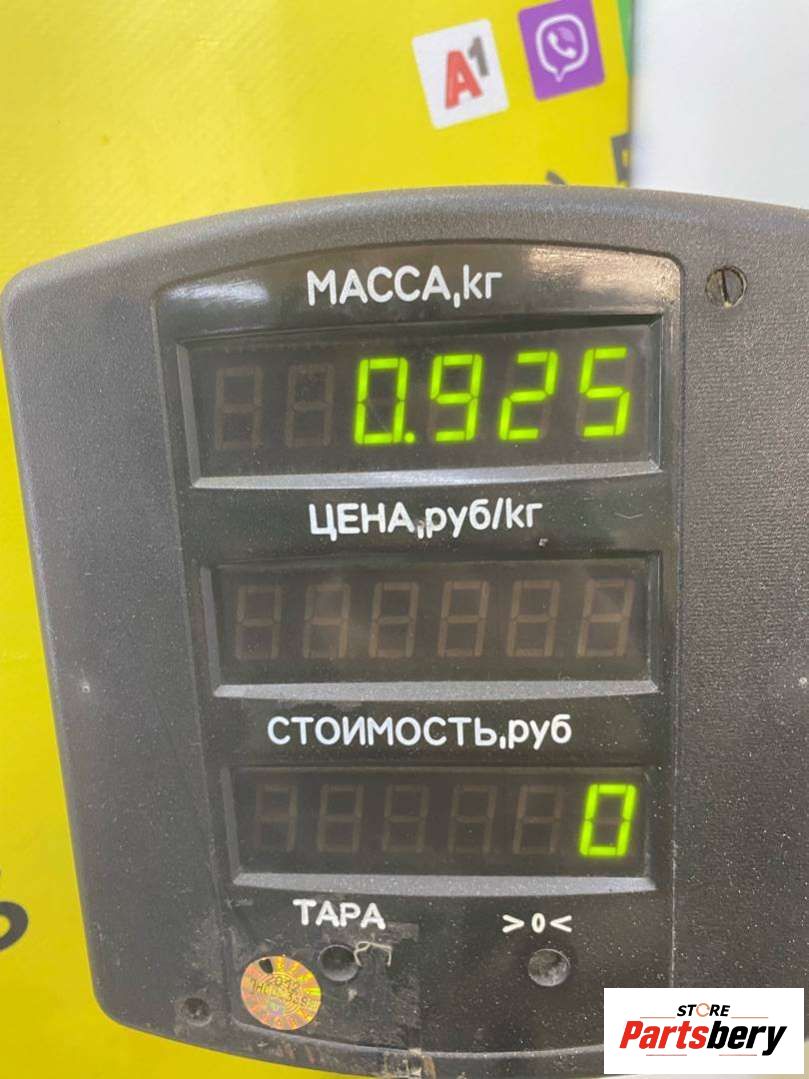 A1
МАССА,кг
0.925
ЦЕНА,руб/кг
СТОИМОСТЬ,руб
0
ТАРА
>0<
STORE
Partsbery